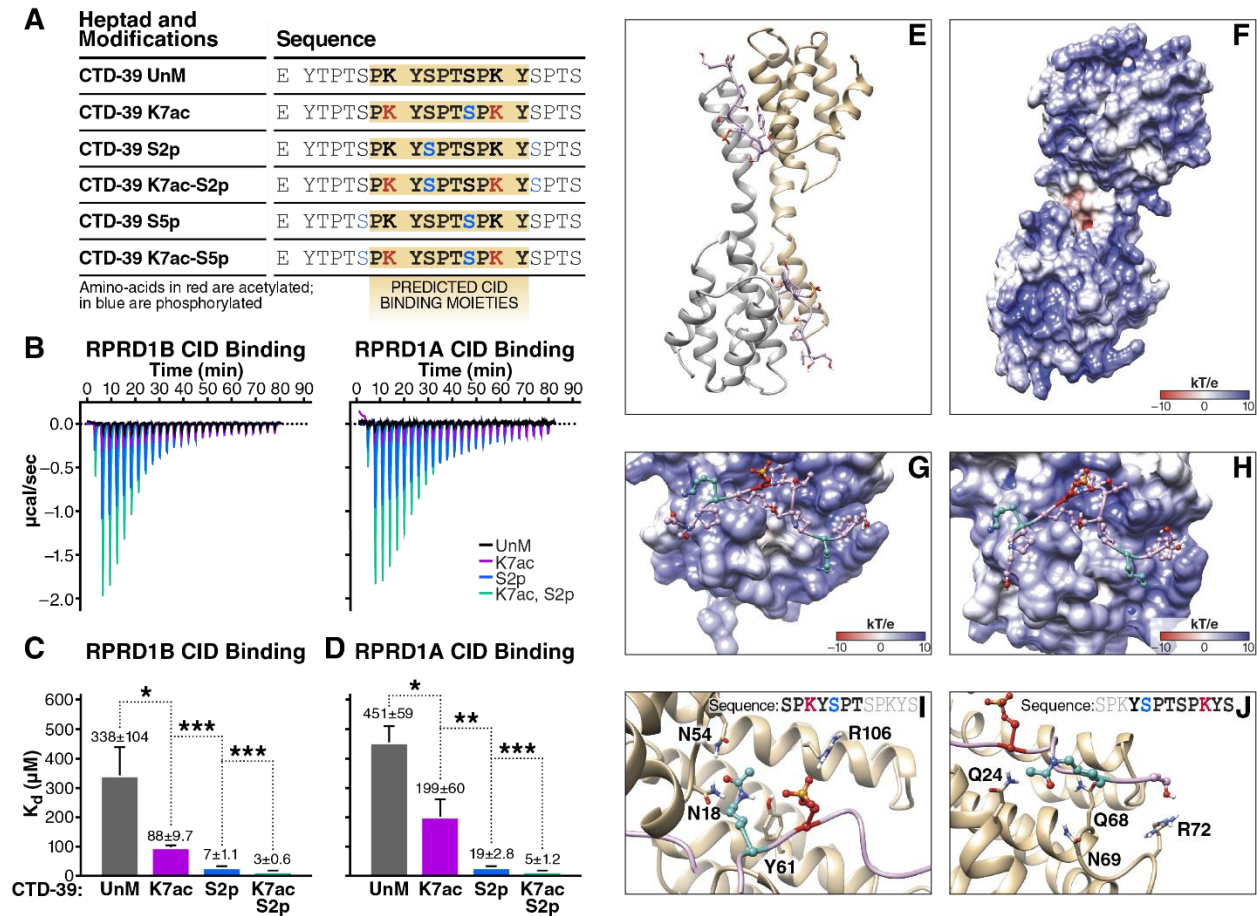 A
Heptad and
Modifications
Sequence
CTD-39 UnM E YTPTSPK YSPTSPK YSPTS
CTD-39 K7ac E YTPTSPK YSPTSPK YSPTS
CTD-39 S2p E YTPTSPK YSPTSPK YSPTS
CTD-39 K7ac-S2p E YTPTSPK YSPTSPK YSPTS
CTD-39 S5p E YTPTSPK YSPTSPK YSPTS
CTD-39 K7ac-S5p E YTPTSPK YSPTSPK YSPTS
Amino-acids in red are acetylated;
in blue are phosphorylated
PREDICTED CID
BINDING MOIETIES
B
RPRD1B CID Binding
Time (min)
0 10 20 30 40 50 60 70 80 90
0.0
−0.5
−1.0
−1.5
−2.0
µcal/sec
RPRD1A CID Binding
Time (min)
0 10 20 30 40 50 60 70 80 90
UnM
K7ac
S2p
K7ac, S2p
C
RPRD1B CID Binding
600
500
400
300
200
100
0
Kd (µM)
* *** ***
338±104
88±9.7
7±1.1
3±0.6
CTD-39: UnM K7ac S2p K7ac
S2p
D
RPRD1A CID Binding
* ** ***
451±59
199±60
19±2.8
5±1.2
UnM K7ac S2p K7ac
S2p
E
F
kT/e
−10 0 10
G
kT/e
−10 0 10
H
kT/e
−10 0 10
Sequence:SPKYSPTSPKYS
I
N54
R106
N18
Y61
Sequence:SPKYSPTSPKYS
J
Q24
Q68
R72
N69